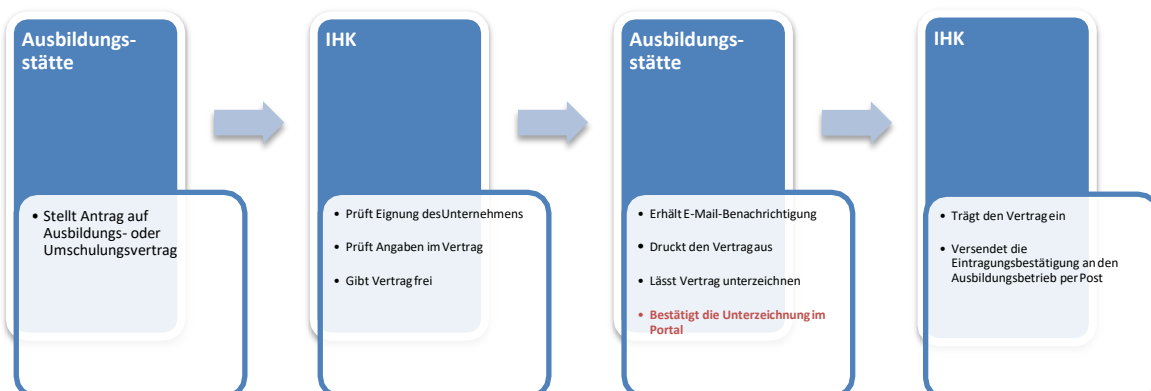 Ausbildungs-
stätte
• Stellt Antrag auf
Ausbildungs- oder
Umschulungsvertrag
IHK
• Prüft Eignung des Unternehmens
• Prüft Angaben im Vertrag
• Gibt Vertrag frei
Ausbildungs-
stätte
• Erhält E-Mail-Benachrichtigung
• Druckt den Vertrag aus
• Lässt Vertrag unterzeichnen
• Bestätigt die Unterzeichnung im
Portal
IHK
• Trägt den Vertrag ein
• Versendet die
Eintragungsbestätigung an den
Ausbildungsbetrieb per Post